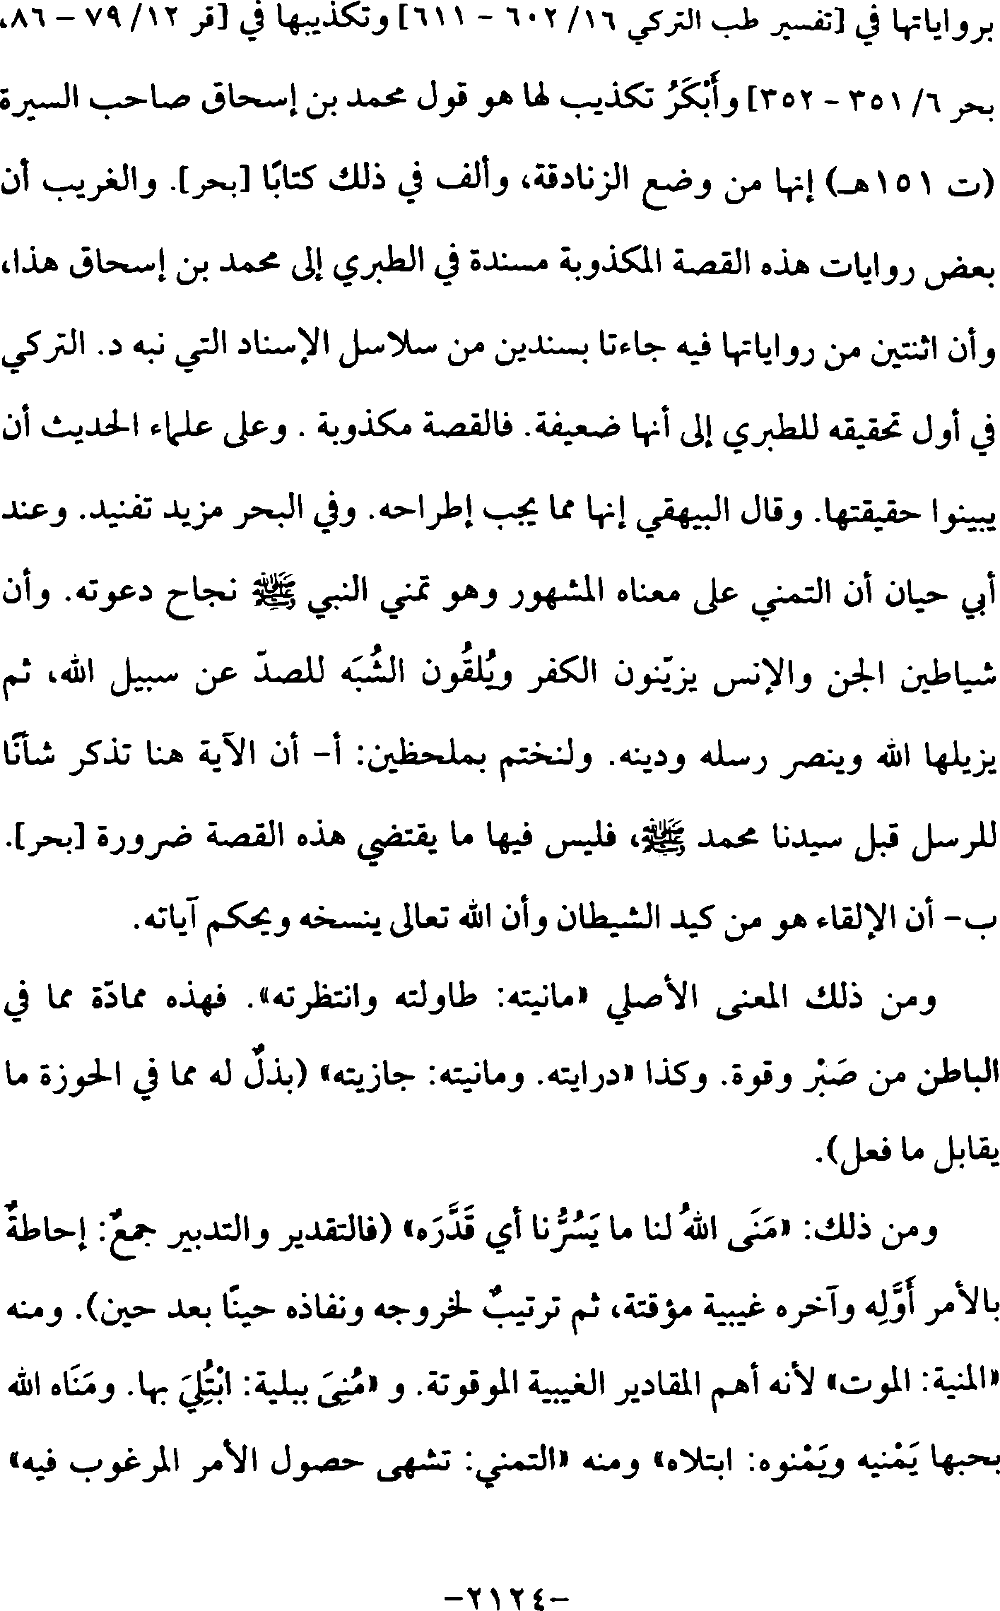 برواياتها في [تفسير طب التركي ١٦/ ٦٠٢ - ٦١١] وتكذيبها في [قر ١٢/ ٧٩ - ٨٦،
بحر ٦/ ٣٥١ - ٣٥٢] وأَبْكَرُ تكذيب لها هو قول محمد بن إسحاق صاحب السيرة
(ت ١٥١هـ) إنها من وضع الزنادقة، وألف في ذلك كتابًا [بحر]. والغريب أن
بعض روايات هذه القصة المكذوبة مسندة في الطبري إلى محمد بن إسحاق هذا،
وأن اثنتين من رواياتها فيه جاءتا بسندين من سلاسل الإسناد التي نبه د. التركي
في أول تحقيقه للطبري إلى أنها ضعيفة. فالقصة مكذوبة . وعلى علماء الحديث أن
يبينوا حقيقتها. وقال البيهقي إنها مما يجب إطراحه. وفي البحر مزيد تفنيد. وعند
أبي حيان أن التمني على معناه المشهور وهو تمني النبي ﷺ نجاح دعوته. وأن
شياطين الجن والإنس يزيّنون الكفر ويُلقُون الشُبَه للصدّ عن سبيل الله، ثم
يزيلها الله وينصر رسله ودينه. ولنختم بملحظين: أ- أن الآية هنا تذكر شأنًا
للرسل قبل سيدنا محمد ﷺ، فليس فيها ما يقتضي هذه القصة ضرورة [بحر].
ب- أن الإلقاء هو من كيد الشيطان وأن الله تعالى ينسخه ويحكم آياته.
ومن ذلك المعنى الأصلي «مانيته: طاولته وانتظرته». فهذه ممادّة مما في
الباطن من صَبْر وقوة. وكذا «درايته. ومانيته: جازيته» (بذلٌ له مما في الحوزة ما
يقابل ما فعل).
ومن ذلك: «مَنَى اللهُ لنا ما يَسُرُّنا أي قَدَّرَه» (فالتقدير والتدبير جمعٌ: إحاطةٌ
بالأمر أَوَّلِه وآخره غيبية مؤقتة، ثم ترتيبٌ لخروجه ونفاذه حينًا بعد حين). ومنه
«المنية: الموت» لأنه أهم المقادير الغيبية الموقوتة. و «مُنِىَ ببلية: ابْتُلِيَ بها. ومَنَاه الله
بحبها يَمْنيه ويَمْنوه: ابتلاه» ومنه «التمني: تشهى حصول الأمر المرغوب فيه»
-٢١٢٤-